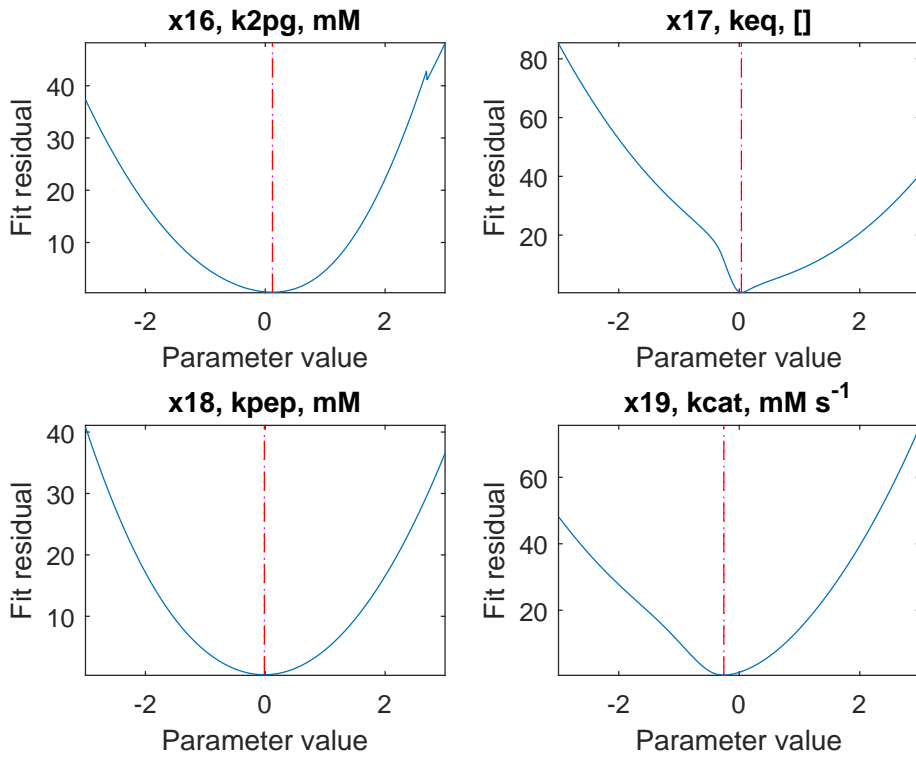 x16, k2pg, mM
Fit residual
40
30
20
10
-2 0 2
Parameter value
x17, keq, []
Fit residual
80
60
40
20
-2 0 2
Parameter value
x18, kpep, mM
Fit residual
40
30
20
10
-2 0 2
Parameter value
x19, kcat, mM s⁻¹
Fit residual
60
40
20
-2 0 2
Parameter value